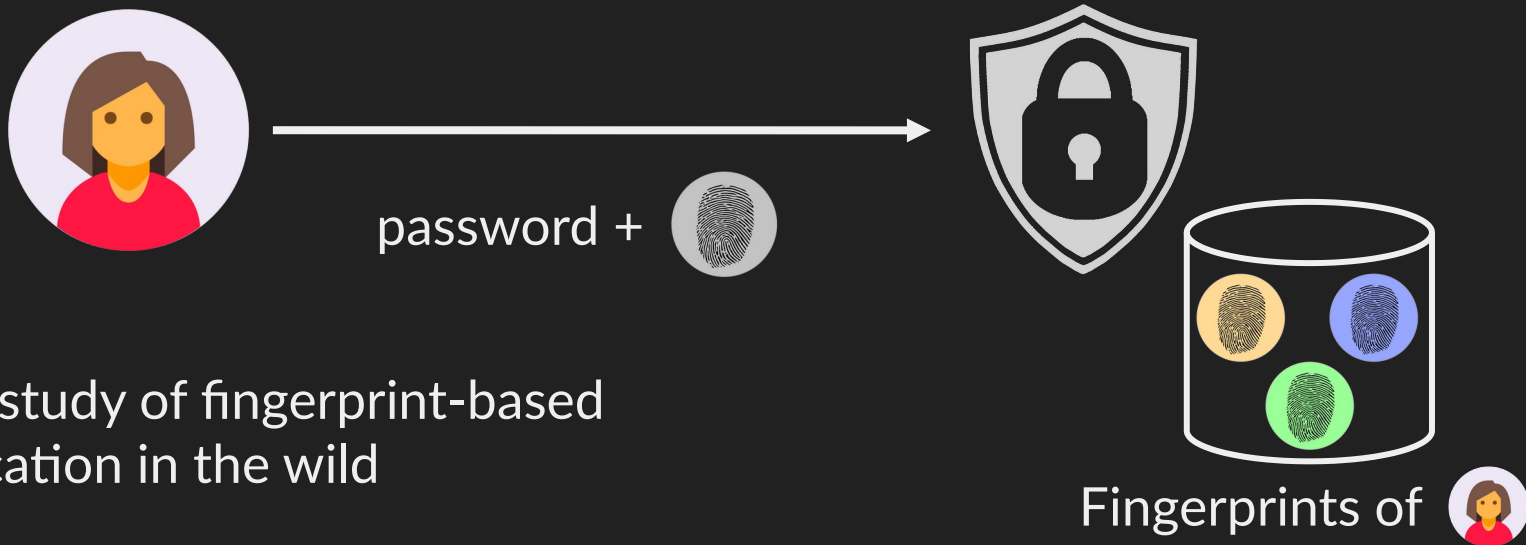 password +
study of fingerprint-based
cation in the wild
Fingerprints of